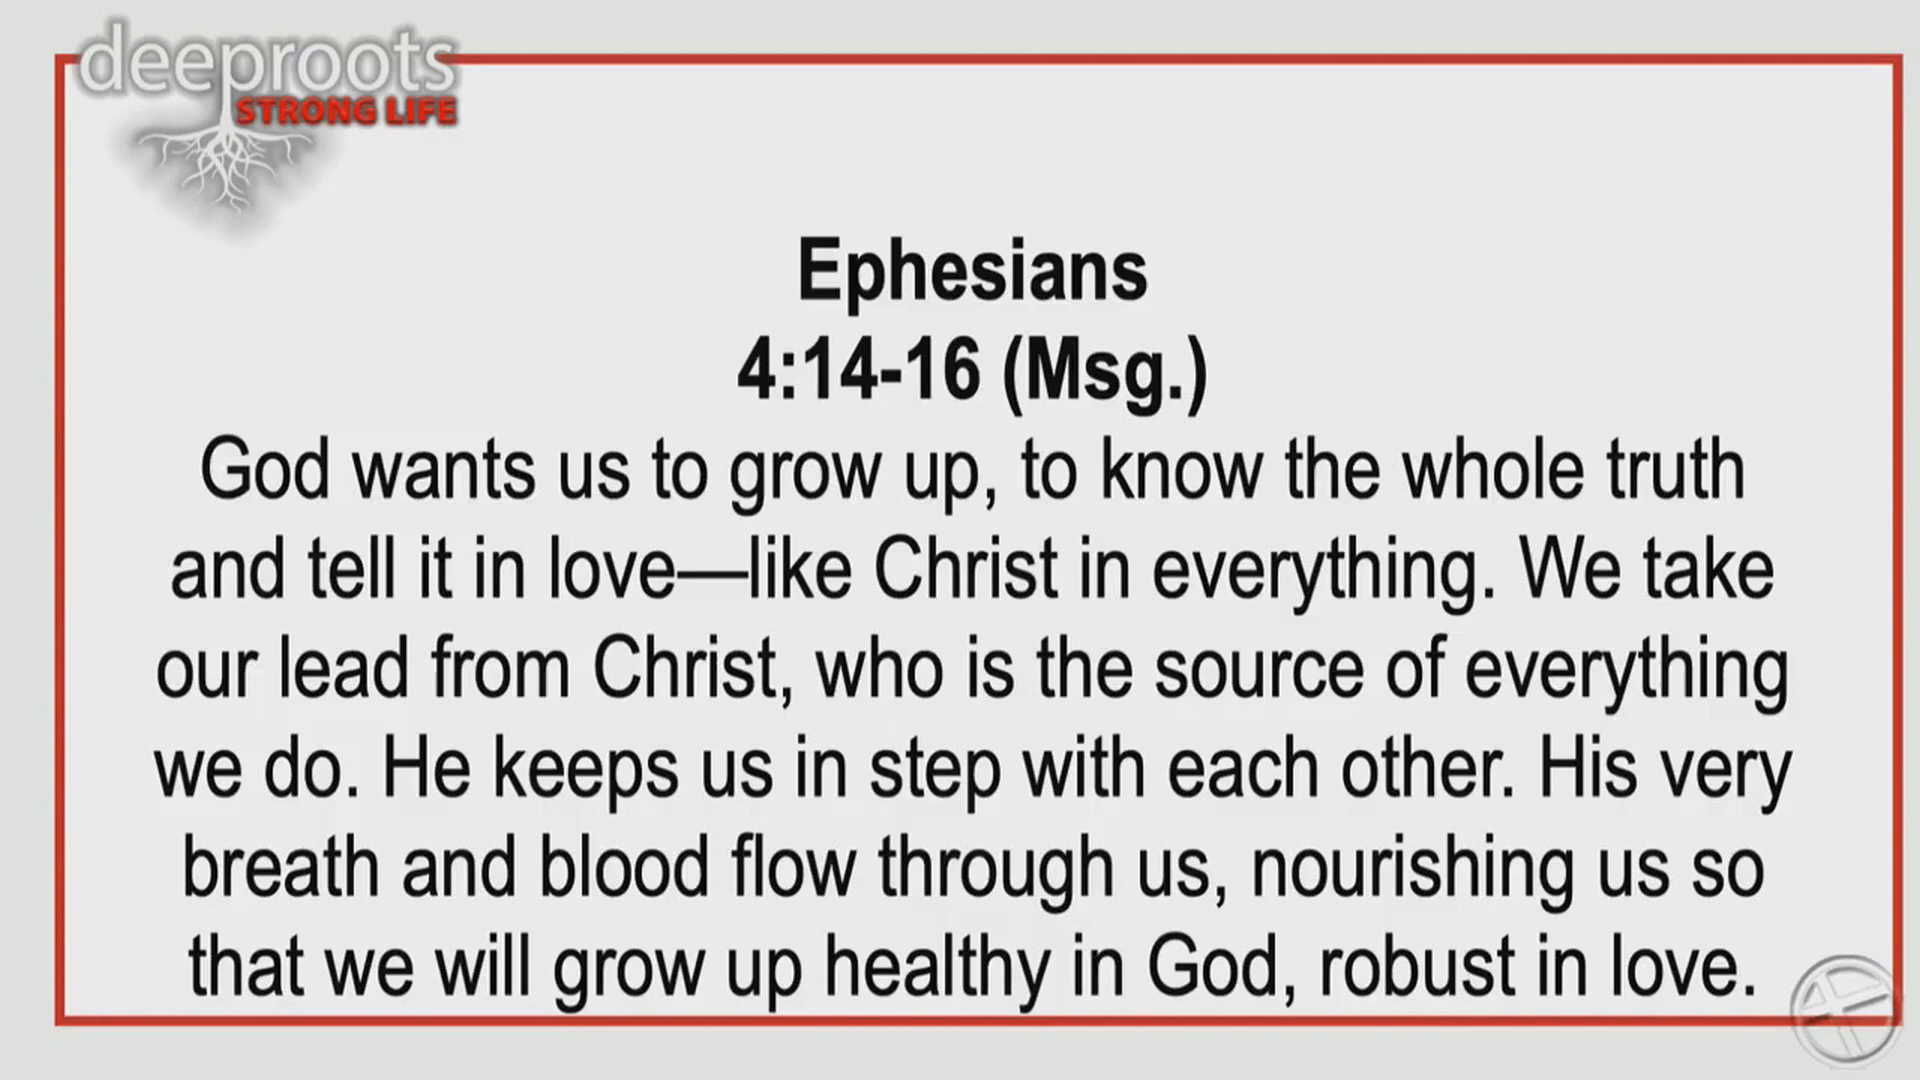 deeproots
STRONG LIFE
Ephesians
4:14-16 (Msg.)
God wants us to grow up, to know the whole truth
and tell it in love—like Christ in everything. We take
our lead from Christ, who is the source of everything
we do. He keeps us in step with each other. His very
breath and blood flow through us, nourishing us so
that we will grow up healthy in God, robust in love.